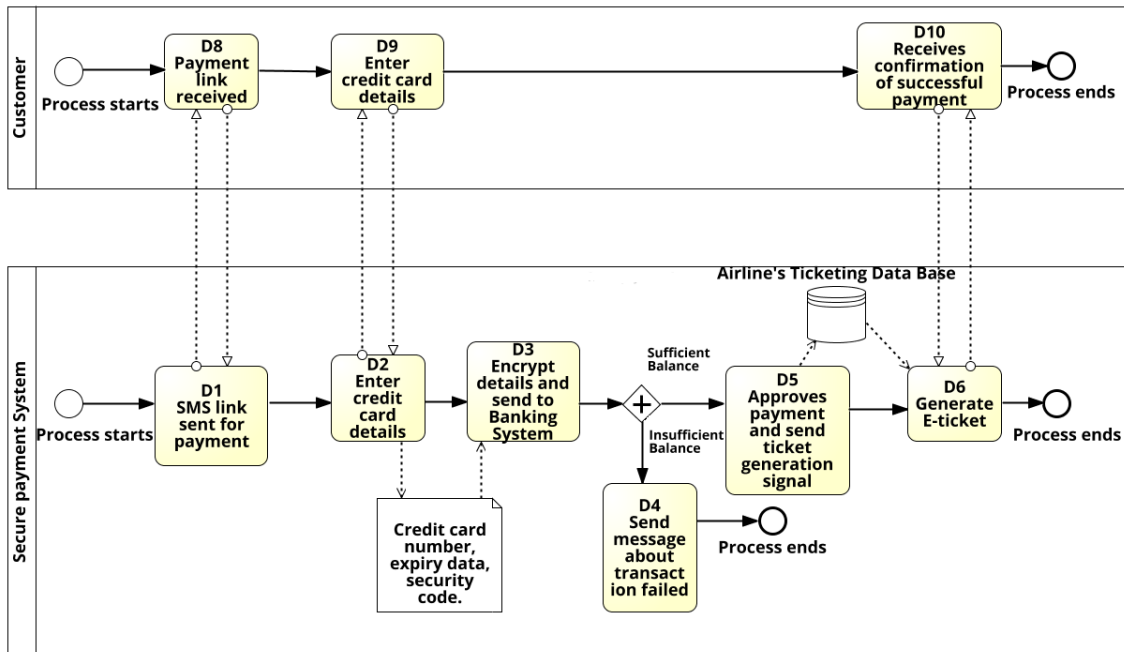 Customer
Process starts
D8
Payment
link
received
D9
Enter
credit card
details
D10
Receives
confirmation
of successful
payment
Process ends
Secure payment System
Airline's Ticketing Data Base
Process starts
D1
SMS link
sent for
payment
D2
Enter
credit
card
details
D3
Encrypt
details and
send to
Banking
System
Sufficient
Balance
Insufficient
Balance
D5
Approves
payment
and send
ticket
generation
signal
D6
Generate
E-ticket
Process ends
D4
Send
message
about
transact
ion failed
Process ends
Credit card
number,
expiry data,
security
code.